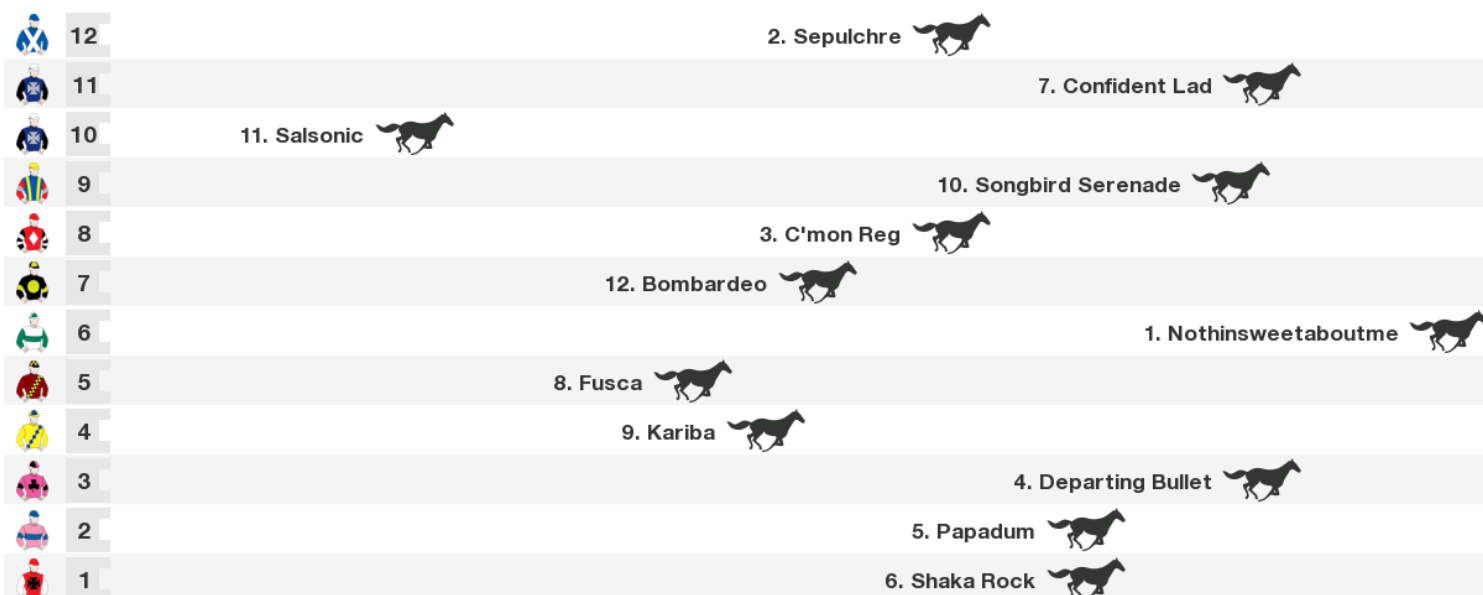 12 2. Sepulchre
11 7. Confident Lad
10 11. Salsonic
9 10. Songbird Serenade
8 3. C'mon Reg
7 12. Bombardeo
6 1. Nothinsweetaboutme
5 8. Fusca
4 9. Kariba
3 4. Departing Bullet
2 5. Papadum
1 6. Shaka Rock